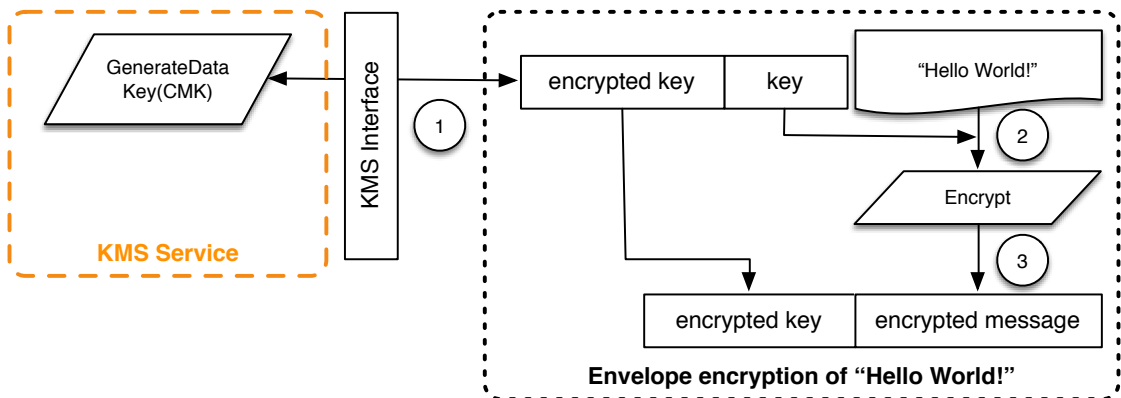 GenerateData
Key(CMK)
KMS Service
KMS Interface
1
encrypted key
key
“Hello World!”
2
Encrypt
3
encrypted key
encrypted message
Envelope encryption of “Hello World!”